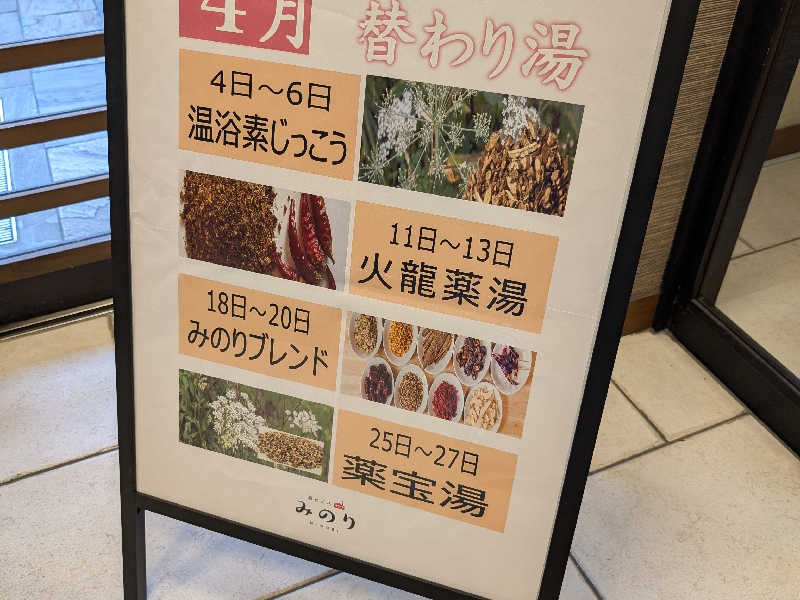 4月 替わり湯
4日～6日
温浴素じっこう
11日～13日
火龍薬湯
18日～20日
みのりブレンド
25日～27日
薬宝湯
みのり